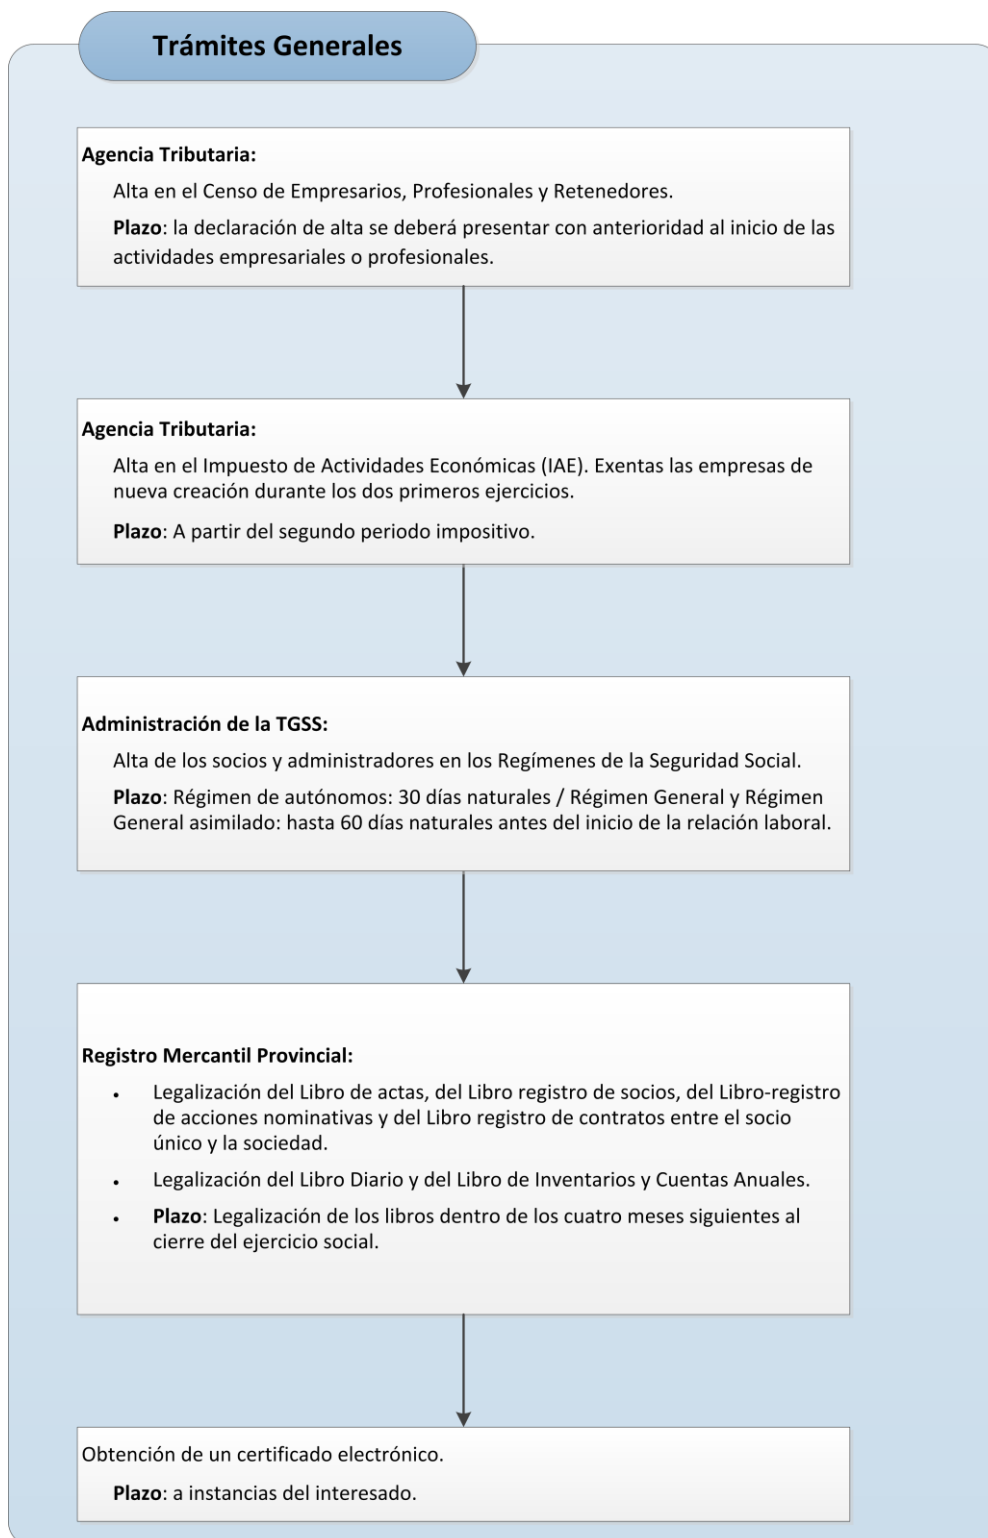 Trámites Generales
Agencia Tributaria:
Alta en el Censo de Empresarios, Profesionales y Retenedores.
Plazo: la declaración de alta se deberá presentar con anterioridad al inicio de las
actividades empresariales o profesionales.
Agencia Tributaria:
Alta en el Impuesto de Actividades Económicas (IAE). Exentas las empresas de
nueva creación durante los dos primeros ejercicios.
Plazo: A partir del segundo periodo impositivo.
Administración de la TGSS:
Alta de los socios y administradores en los Regímenes de la Seguridad Social.
Plazo: Régimen de autónomos: 30 días naturales / Régimen General y Régimen
General asimilado: hasta 60 días naturales antes del inicio de la relación laboral.
Registro Mercantil Provincial:
• Legalización del Libro de actas, del Libro registro de socios, del Libro-registro
de acciones nominativas y del Libro registro de contratos entre el socio
único y la sociedad.
• Legalización del Libro Diario y del Libro de Inventarios y Cuentas Anuales.
• Plazo: Legalización de los libros dentro de los cuatro meses siguientes al
cierre del ejercicio social.
Obtención de un certificado electrónico.
Plazo: a instancias del interesado.